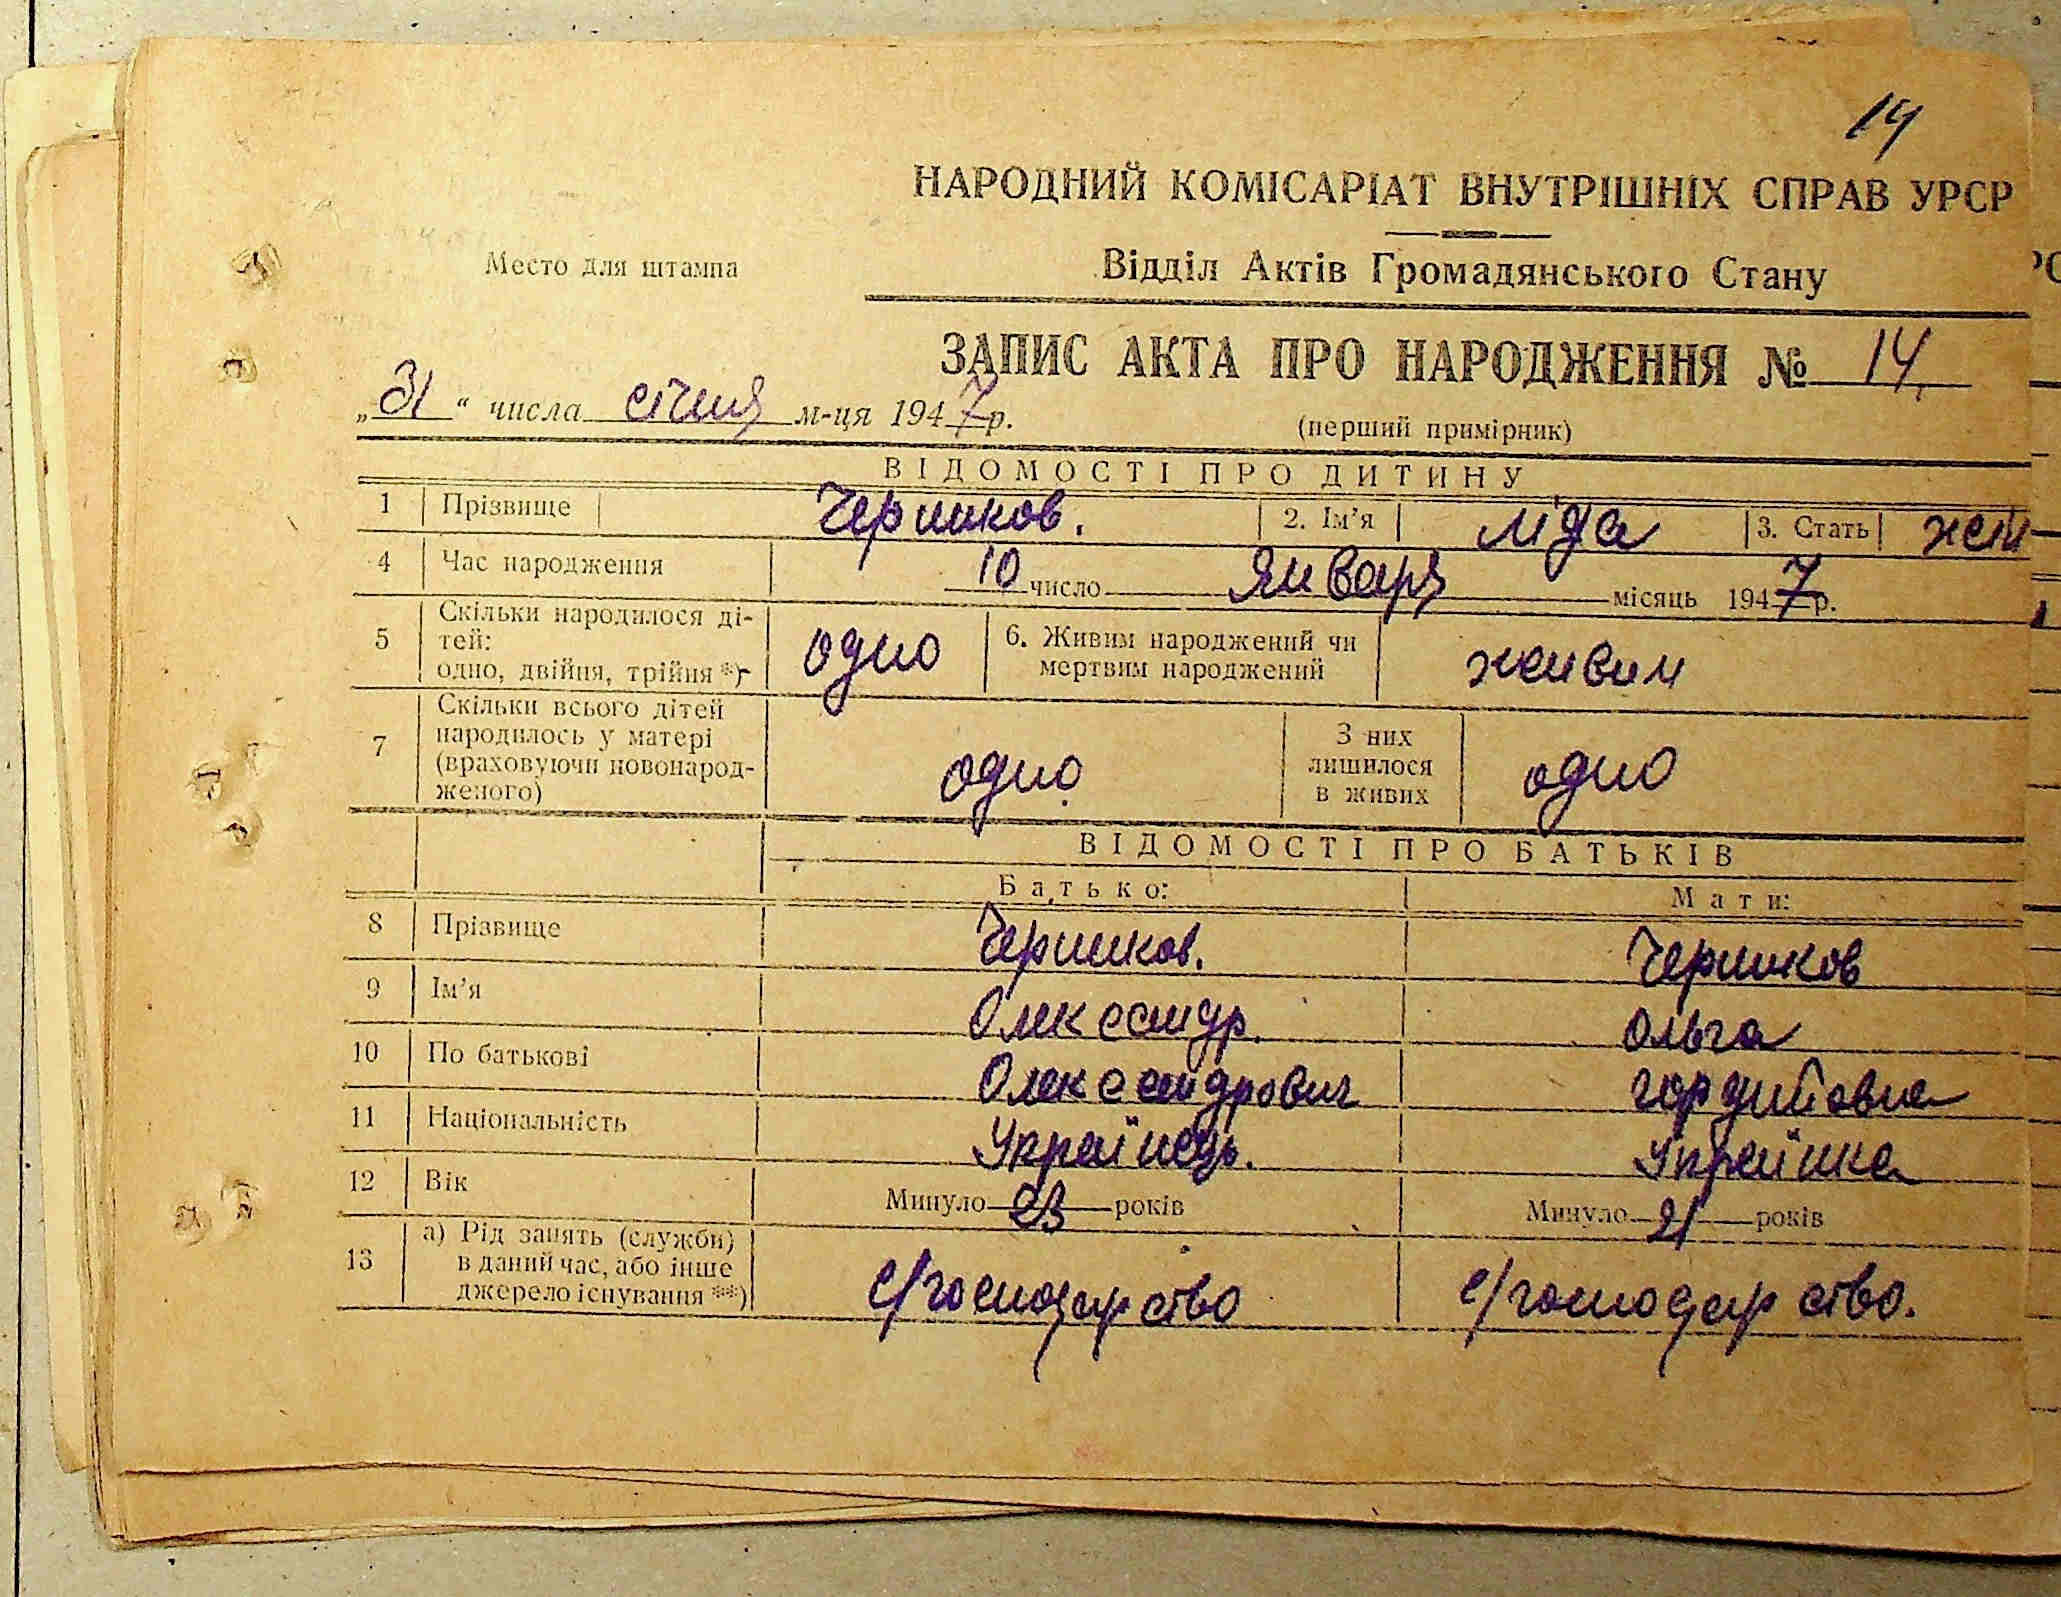 14
НАРОДНИЙ КОМІСАРІАТ ВНУТРІШНІХ СПРАВ УРСР
Место для штампа
Відділ Актів Громадянського Стану
ЗАПИС АКТА ПРО НАРОДЖЕННЯ № 14.
„31“ числа січня м-ця 1947 р.
(перший примірник)
ВІДОМОСТІ ПРО ДИТИНУ
1 Прізвище Чершков. 2. Ім’я Ліда 3. Стать жен
4 Час народження 10 число Января місяць 1947 р.
5 Скільки народилося дітей: одно, двійня, трійня *) одно 6. Живим народжений чи мертвим народжений живим
7 Скільки всього дітей народилось у матері (враховуючи новонародженого) одно З них лишилося в живих одно
ВІДОМОСТІ ПРО БАТЬКІВ
Батько: Мати:
8 Прізвище Чершков. Чершков
9 Ім’я Олександр. Ольга
10 По батькові Олександрович Гордиївна
11 Національність Українець. Українка
12 Вік Минуло 23 років Минуло 21 років
13 а) Рід занять (служби) в даний час, або інше джерело існування **) с/господарство с/господарство.